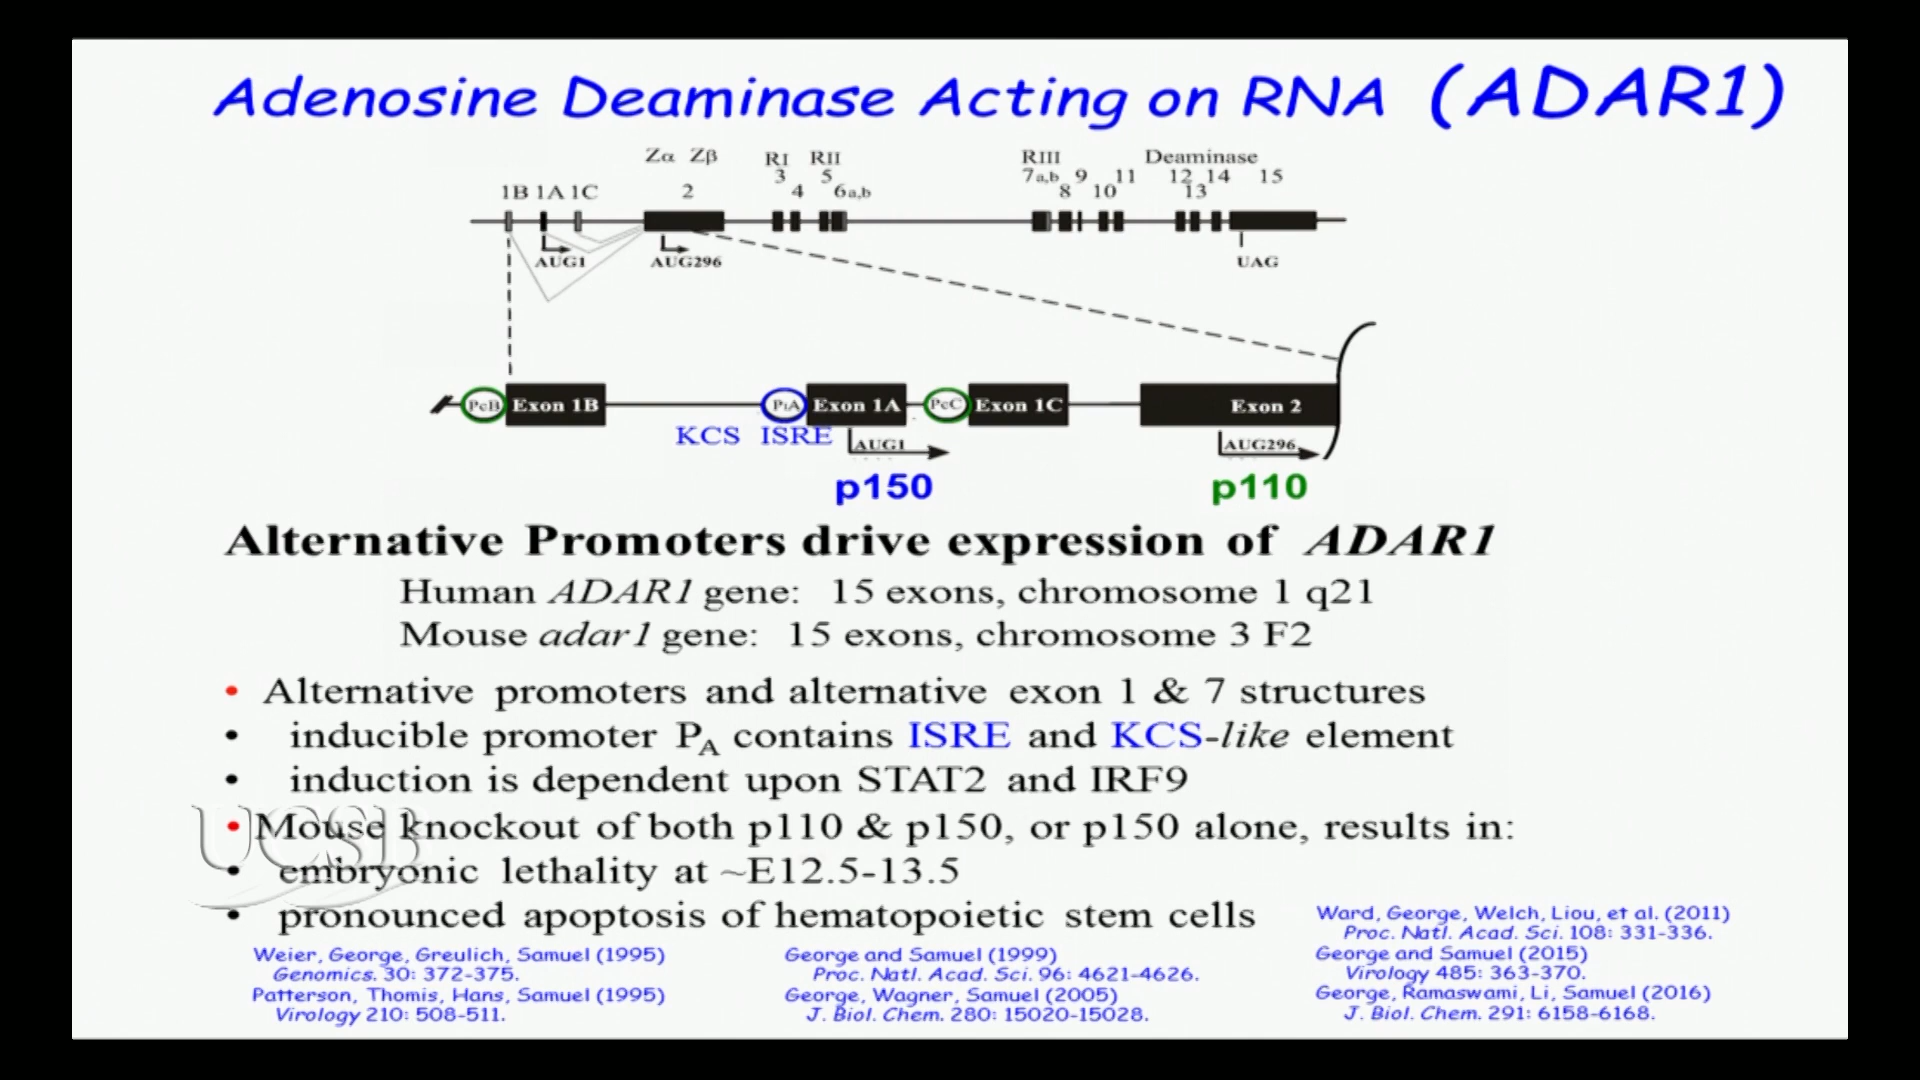 Adenosine Deaminase Acting on RNA (ADAR1)
Zα Zβ RI RII RIII Deaminase
3 5 7a,b 9 11 12 14 15
1B 1A 1C 2 4 6a,b 8 10 13
AUG1 AUG296 UAG
PcB Exon 1B PiA Exon 1A PcC Exon 1C Exon 2
KCS ISRE AUG1 AUG296
p150 p110
Alternative Promoters drive expression of ADAR1
Human ADAR1 gene: 15 exons, chromosome 1 q21
Mouse adar1 gene: 15 exons, chromosome 3 F2
• Alternative promoters and alternative exon 1 & 7 structures
• inducible promoter PA contains ISRE and KCS-like element
• induction is dependent upon STAT2 and IRF9
• Mouse knockout of both p110 & p150, or p150 alone, results in:
• embryonic lethality at ~E12.5-13.5
• pronounced apoptosis of hematopoietic stem cells
UCSB
Weier, George, Greulich, Samuel (1995)
Genomics. 30: 372-375.
Patterson, Thomis, Hans, Samuel (1995)
Virology 210: 508-511.
George and Samuel (1999)
Proc. Natl. Acad. Sci. 96: 4621-4626.
George, Wagner, Samuel (2005)
J. Biol. Chem. 280: 15020-15028.
Ward, George, Welch, Liou, et al. (2011)
Proc. Natl. Acad. Sci. 108: 331-336.
George and Samuel (2015)
Virology 485: 363-370.
George, Ramaswami, Li, Samuel (2016)
J. Biol. Chem. 291: 6158-6168.